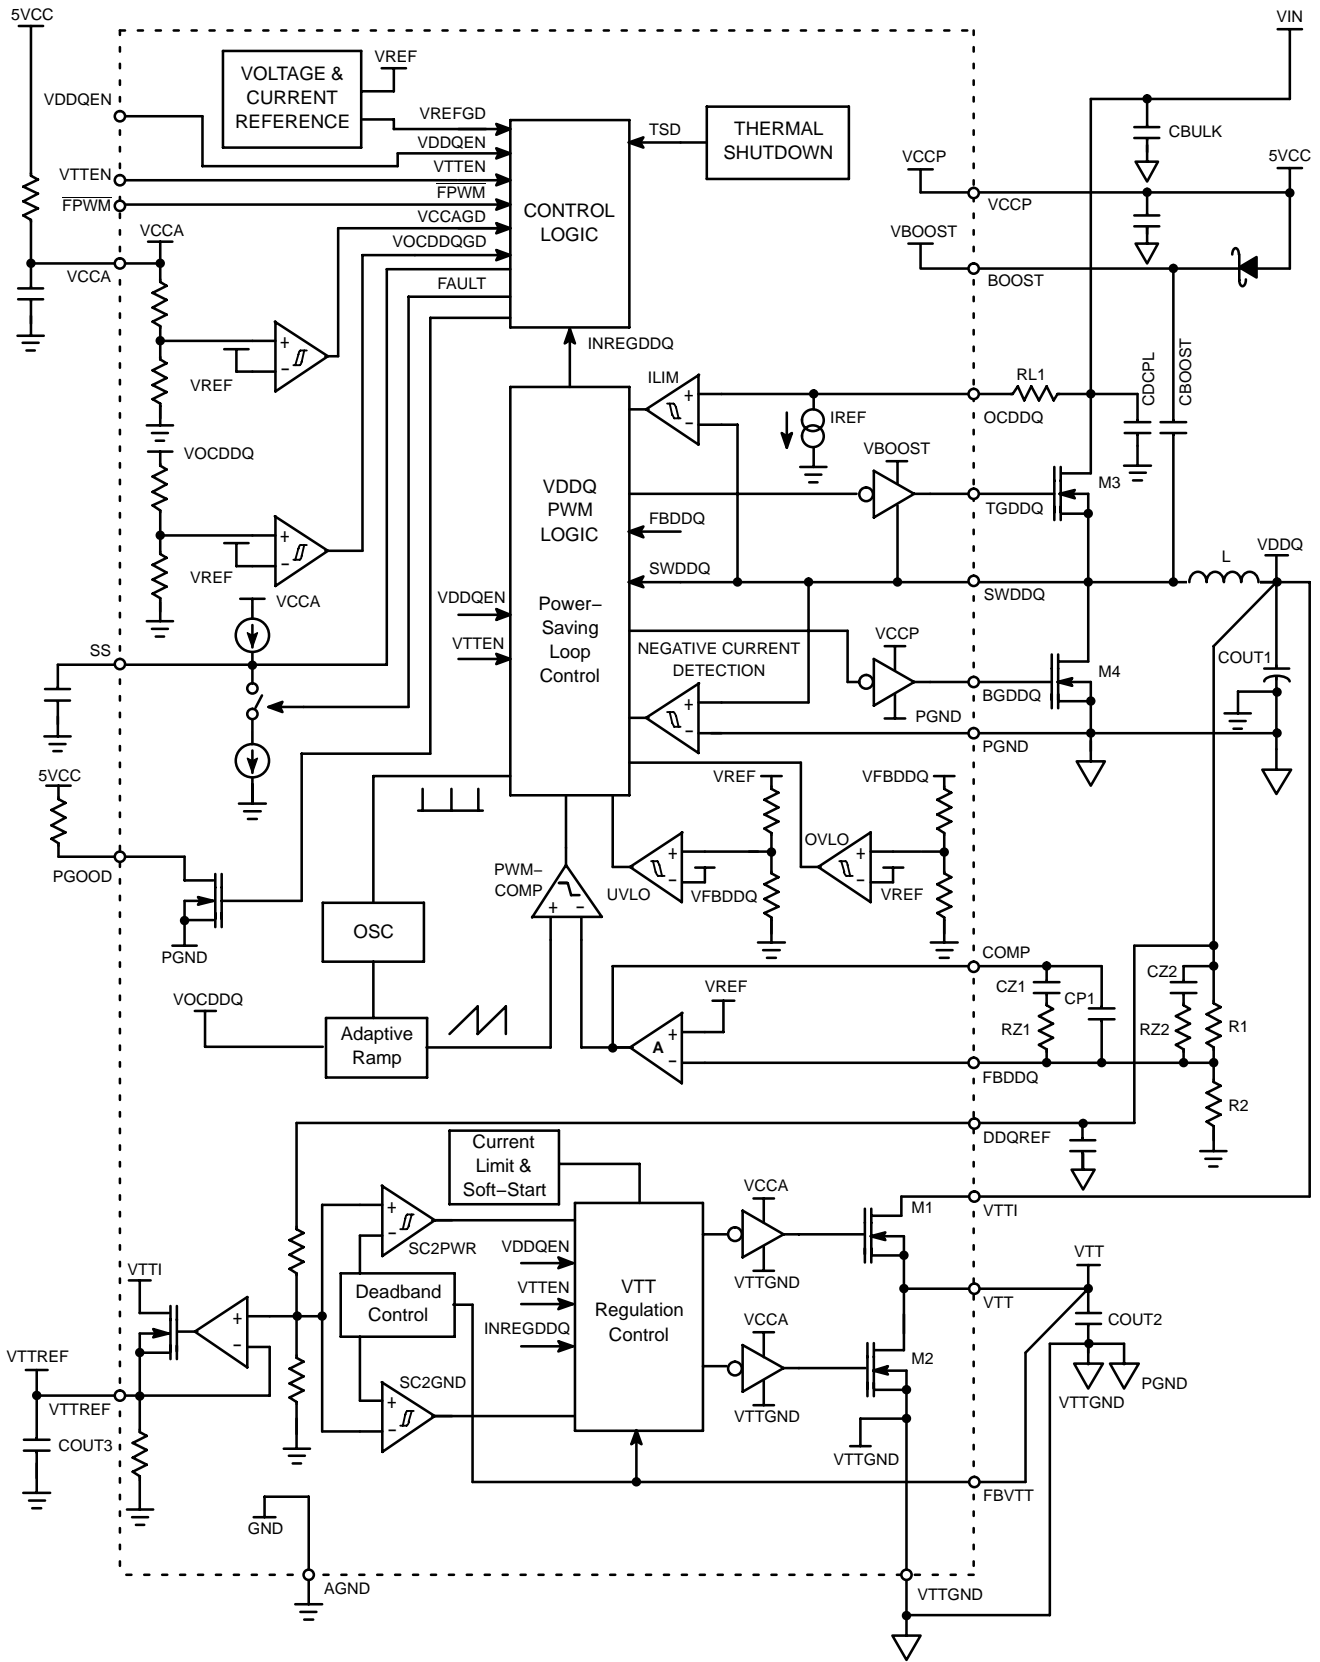 5VCC
VIN
VOLTAGE &
CURRENT
REFERENCE
VREF
VDDQEN
VREFGD
TSD
THERMAL
SHUTDOWN
CBULK
VDDQEN
VTTEN
VTTEN
FPWM
FPWM
VCCP
5VCC
VCCP
CONTROL
LOGIC
VCCAGD
VCCA
VOCDDQGD
VBOOST
VCCA
FAULT
BOOST
INREGDDQ
VREF
ILIM
RL1
OCDDQ
IREF
CDCPL
CBOOST
VOCDDQ
VBOOST
VDDQ
PWM
LOGIC
M3
TGDDQ
FBDDQ
VREF
SWDDQ
SWDDQ
L
VDDQ
VCCA
VDDQEN
VTTEN
Power–
Saving
Loop
Control
VCCP
NEGATIVE CURRENT
DETECTION
SS
COUT1
M4
BGDDQ
PGND
PGND
5VCC
VREF
VFBDDQ
OVLO
PGOOD
PWM–
COMP
UVLO
VFBDDQ
VREF
+
−
OSC
PGND
COMP
VREF
CZ1
CP1
CZ2
VOCDDQ
Adaptive
Ramp
A
RZ1
RZ2
R1
FBDDQ
R2
DDQREF
Current
Limit &
Soft–Start
VCCA
M1
VTTI
SC2PWR
VDDQEN
VTTEN
INREGDDQ
VTT
Regulation
Control
VTTGND
VTT
VTT
VTTI
Deadband
Control
VCCA
COUT2
VTTREF
VTTREF
SC2GND
M2
VTTGND
VTTGND
PGND
COUT3
VTTGND
FBVTT
GND
AGND
VTTGND